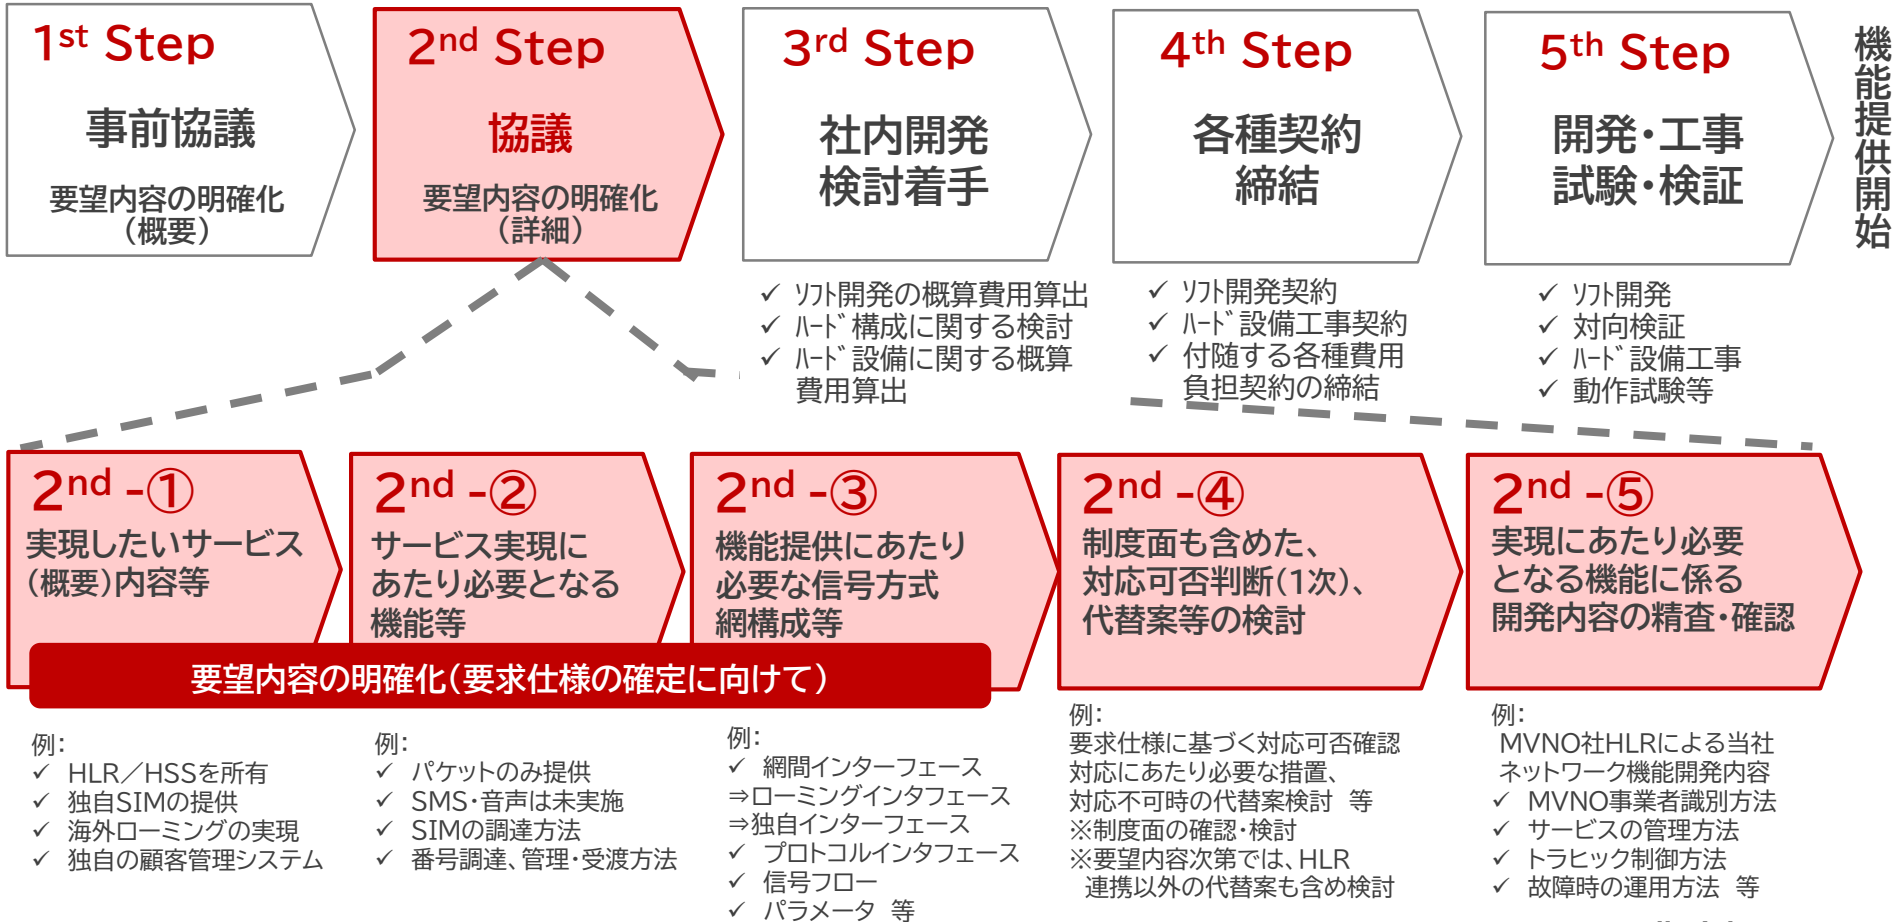 1st Step
事前協議
要望内容の明確化
(概要)
2nd Step
協議
要望内容の明確化
(詳細)
3rd Step
社内開発
検討着手
✓ ソフト開発の概算費用算出
✓ ハード構成に関する検討
✓ ハード設備に関する概算
費用算出
4th Step
各種契約
締結
✓ ソフト開発契約
✓ ハード設備工事契約
✓ 付随する各種費用
負担契約の締結
5th Step
開発・工事
試験・検証
✓ ソフト開発
✓ 対向検証
✓ ハード設備工事
✓ 動作試験等
機能提供開始
2nd -①
実現したいサービス
(概要)内容等
2nd -②
サービス実現に
あたり必要となる
機能等
2nd -③
機能提供にあたり
必要な信号方式
網構成等
2nd -④
制度面も含めた、
対応可否判断(1次)、
代替案等の検討
2nd -⑤
実現にあたり必要
となる機能に係る
開発内容の精査・確認
要望内容の明確化(要求仕様の確定に向けて)
例:
✓ HLR/HSSを所有
✓ 独自SIMの提供
✓ 海外ローミングの実現
✓ 独自の顧客管理システム
例:
✓ パケットのみ提供
✓ SMS・音声は未実施
✓ SIMの調達方法
✓ 番号調達、管理・受渡方法
例:
✓ 網間インターフェース
⇒ローミングインタフェース
⇒独自インターフェース
✓ プロトコルインタフェース
✓ 信号フロー
✓ パラメータ 等
例:
要求仕様に基づく対応可否確認
対応にあたり必要な措置、
対応不可時の代替案検討 等
※制度面の確認・検討
※要望内容次第では、HLR
連携以外の代替案も含め検討
例:
MVNO社HLRによる当社
ネットワーク機能開発内容
✓ MVNO事業者識別方法
✓ サービスの管理方法
✓ トラヒック制御方法
✓ 故障時の運用方法 等